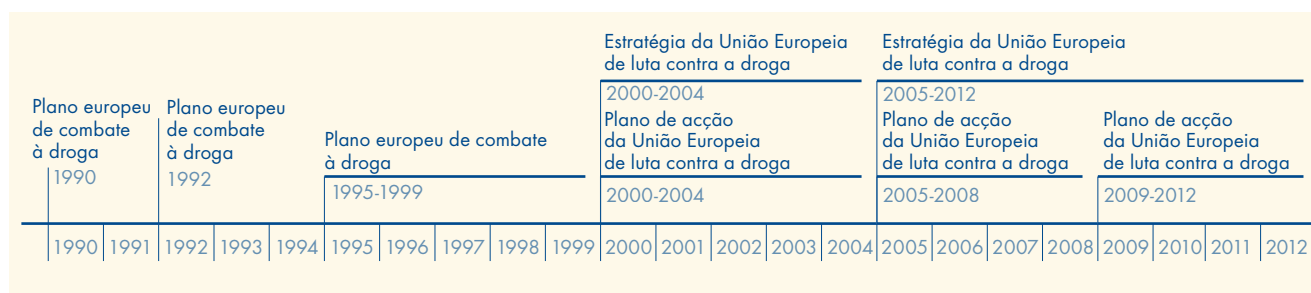 Plano europeu
de combate
à droga
1990
Plano europeu
de combate
à droga
1992
Plano europeu de combate
à droga
1995-1999
Estratégia da União Europeia
de luta contra a droga
2000-2004
Plano de acção
da União Europeia
de luta contra a droga
2000-2004
Estratégia da União Europeia
de luta contra a droga
2005-2012
Plano de acção
da União Europeia
de luta contra a droga
2005-2008
Plano de acção
da União Europeia
de luta contra a droga
2009-2012
1990 1991 1992 1993 1994 1995 1996 1997 1998 1999 2000 2001 2002 2003 2004 2005 2006 2007 2008 2009 2010 2011 2012